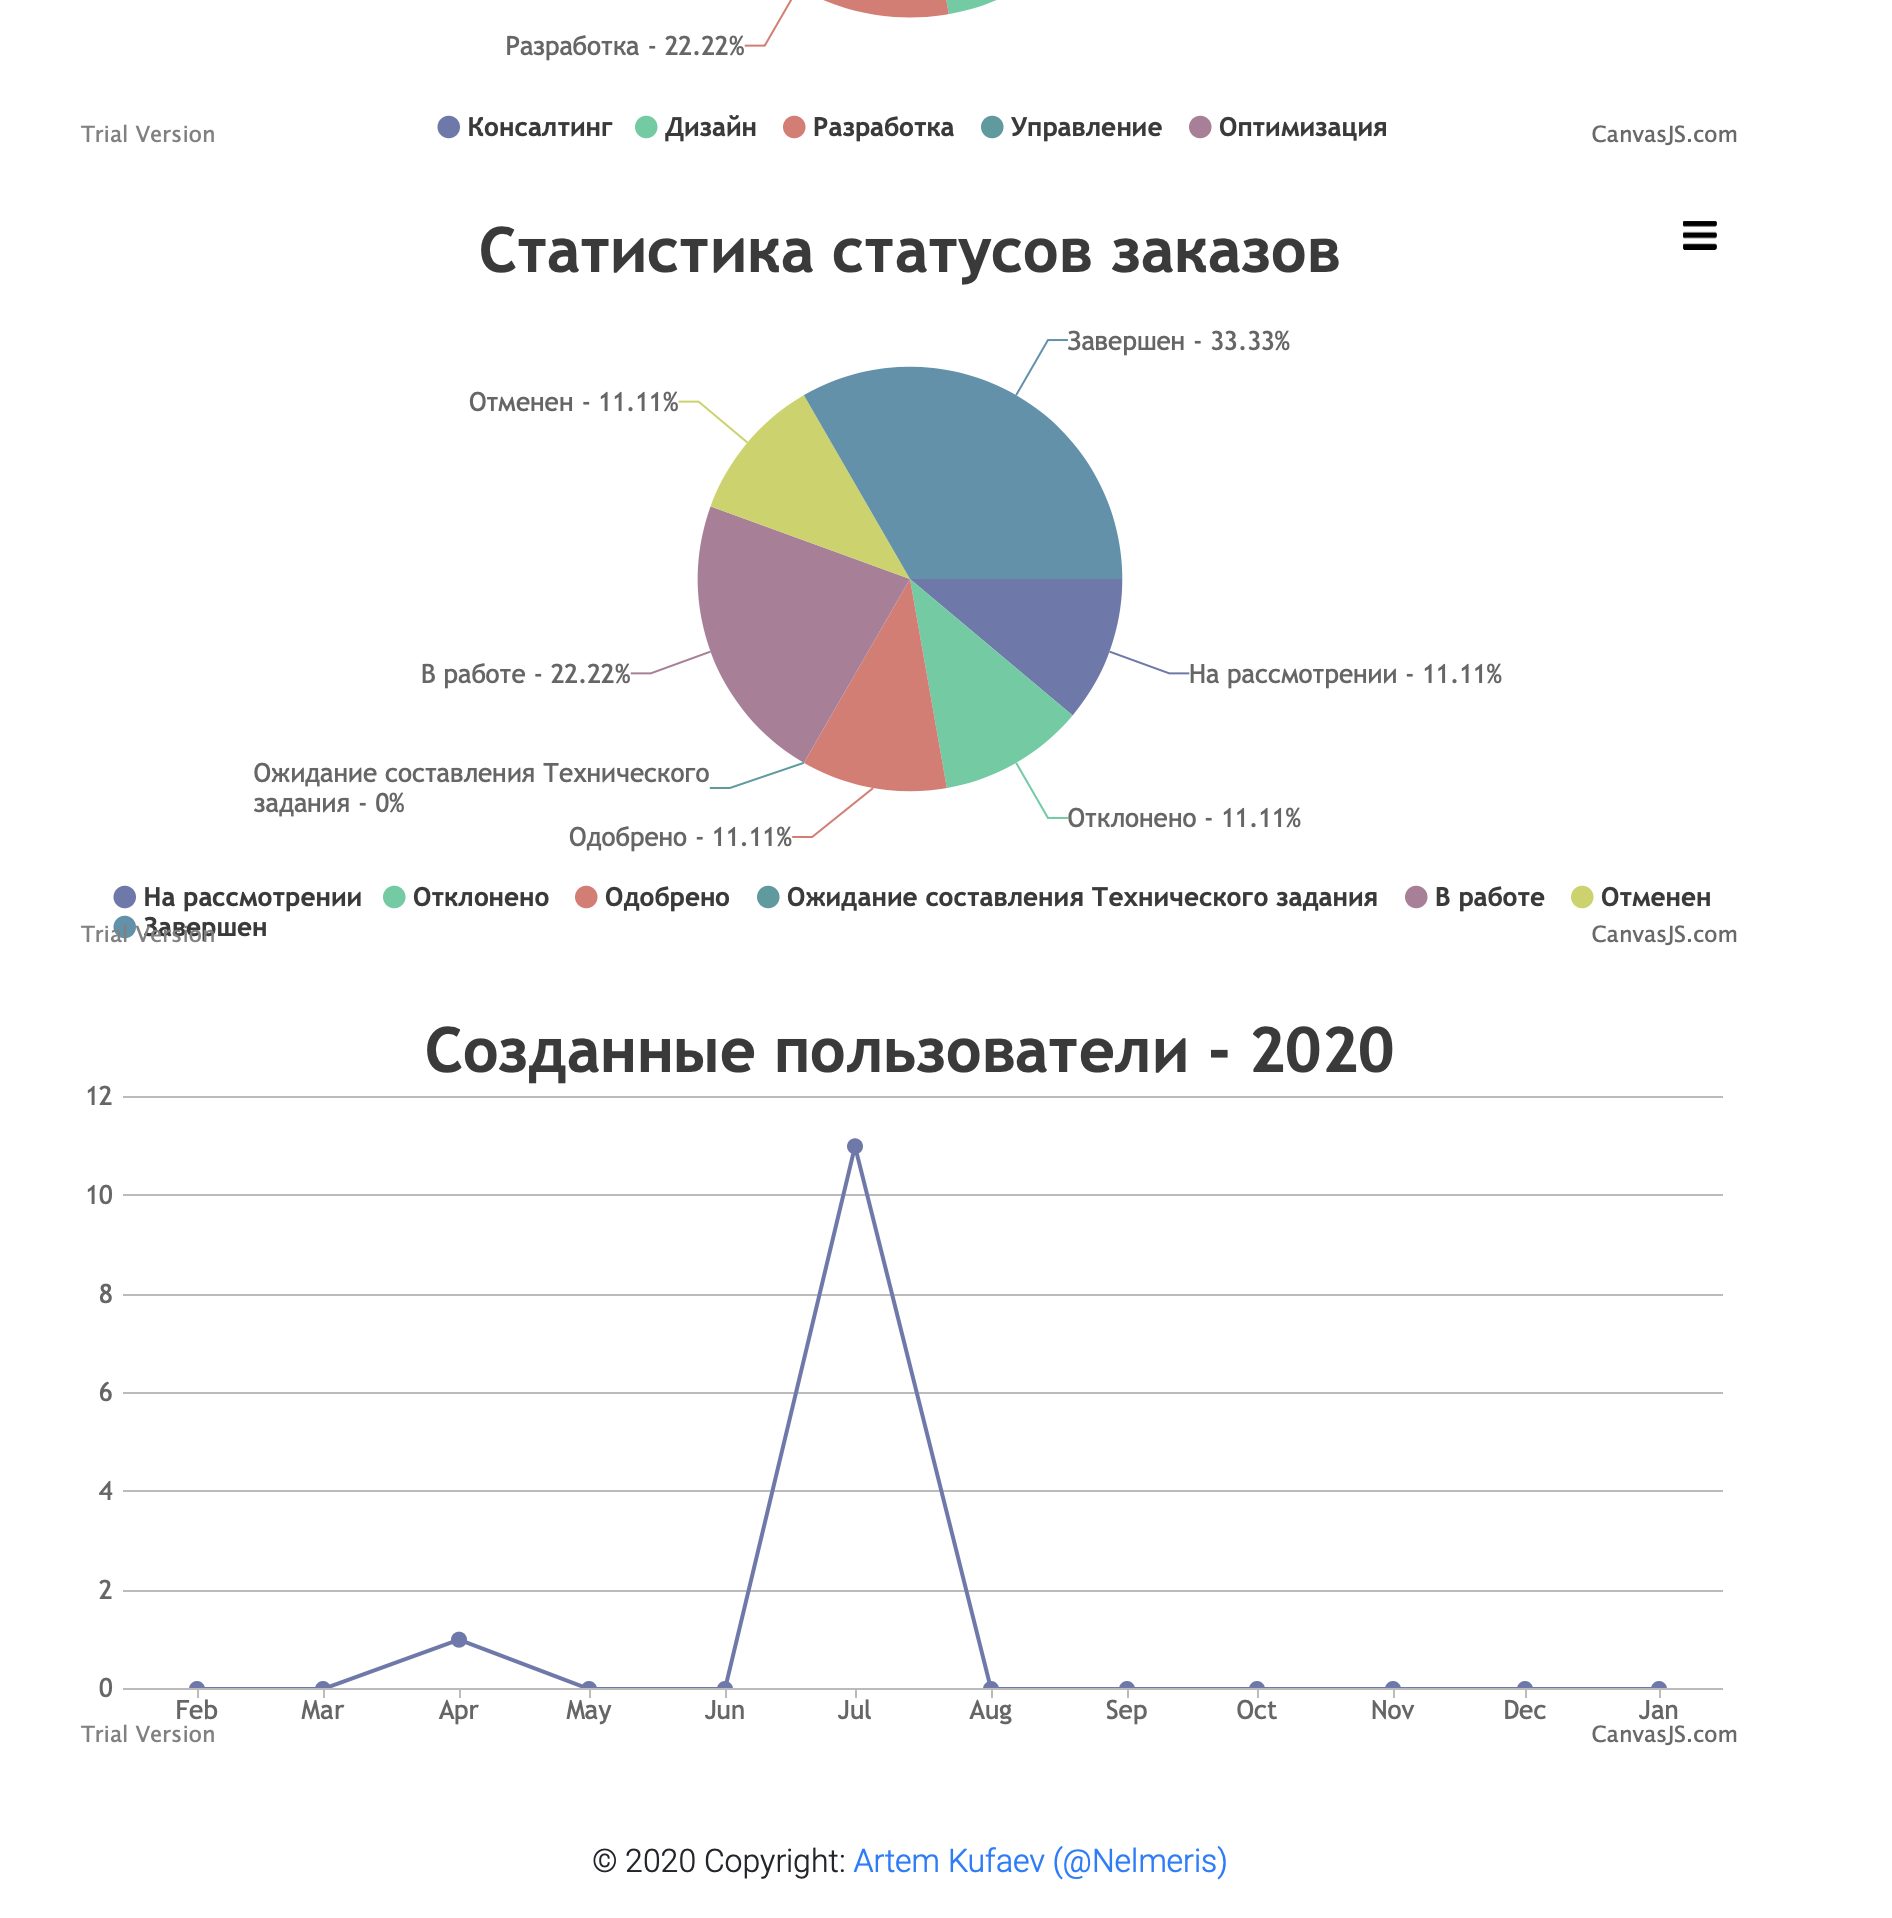 Разработка - 22.22%
Консалтинг Дизайн Разработка Управление Оптимизация
Trial Version
CanvasJS.com
Статистика статусов заказов
Завершен - 33.33%
Отменен - 11.11%
В работе - 22.22%
На рассмотрении - 11.11%
Ожидание составления Технического
задания - 0%
Отклонено - 11.11%
Одобрено - 11.11%
На рассмотрении Отклонено Одобрено Ожидание составления Технического задания В работе Отменен
Завершен
Trial Version
CanvasJS.com
Созданные пользователи - 2020
12
10
8
6
4
2
0
Feb Mar Apr May Jun Jul Aug Sep Oct Nov Dec Jan
Trial Version
CanvasJS.com
© 2020 Copyright: Artem Kufaev (@Nelmeris)